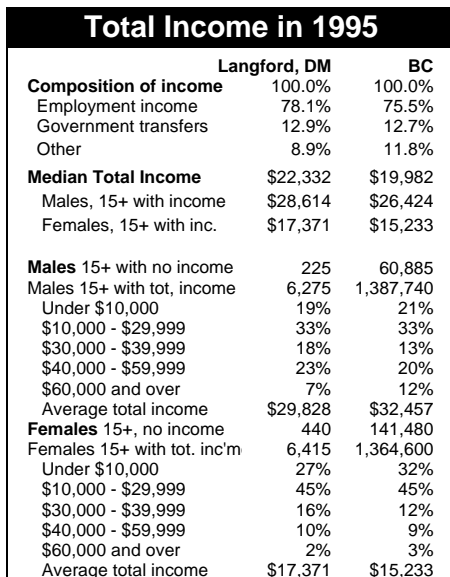 Total Income in 1995
Langford, DM BC
Composition of income 100.0% 100.0%
Employment income 78.1% 75.5%
Government transfers 12.9% 12.7%
Other 8.9% 11.8%
Median Total Income $22,332 $19,982
Males, 15+ with income $28,614 $26,424
Females, 15+ with inc. $17,371 $15,233
Males 15+ with no income 225 60,885
Males 15+ with tot, income 6,275 1,387,740
Under $10,000 19% 21%
$10,000 - $29,999 33% 33%
$30,000 - $39,999 18% 13%
$40,000 - $59,999 23% 20%
$60,000 and over 7% 12%
Average total income $29,828 $32,457
Females 15+, no income 440 141,480
Females 15+ with tot. inc'm 6,415 1,364,600
Under $10,000 27% 32%
$10,000 - $29,999 45% 45%
$30,000 - $39,999 16% 12%
$40,000 - $59,999 10% 9%
$60,000 and over 2% 3%
Average total income $17,371 $15,233